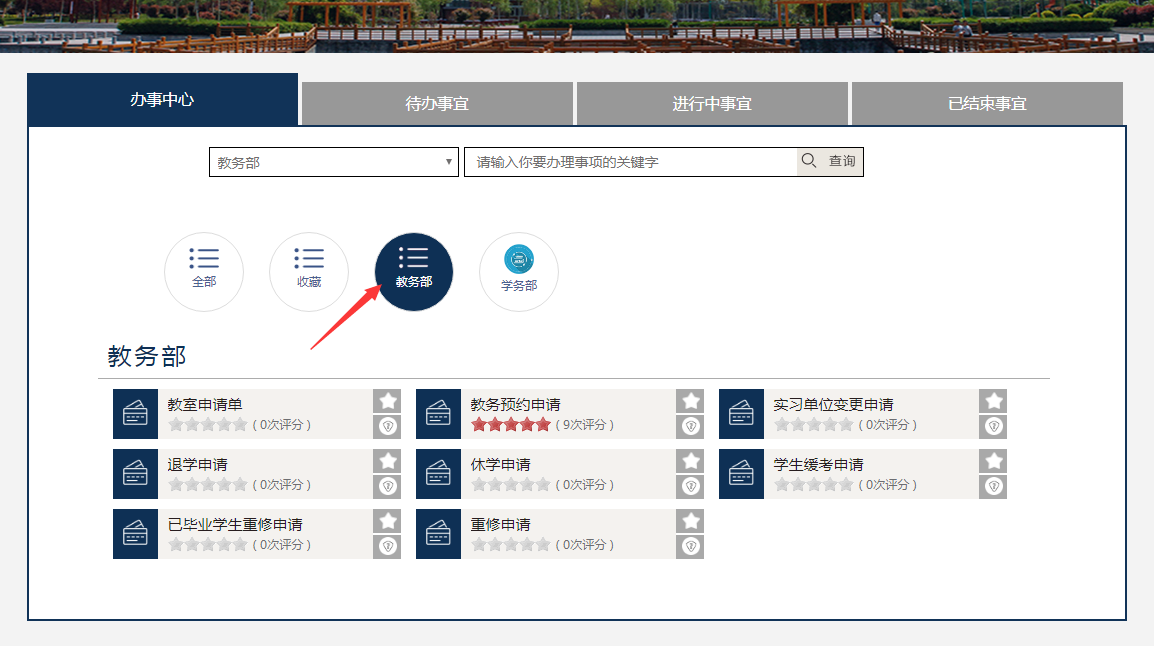 办事中心
待办事宜
进行中事宜
已结束事宜
教务部
请输入你要办理事项的关键字
查询
全部
收藏
教务部
学务部
教务部
教室申请单
(0次评分)
教务预约申请
(9次评分)
实习单位变更申请
(0次评分)
退学申请
(0次评分)
休学申请
(0次评分)
学生缓考申请
(0次评分)
已毕业学生重修申请
(0次评分)
重修申请
(0次评分)